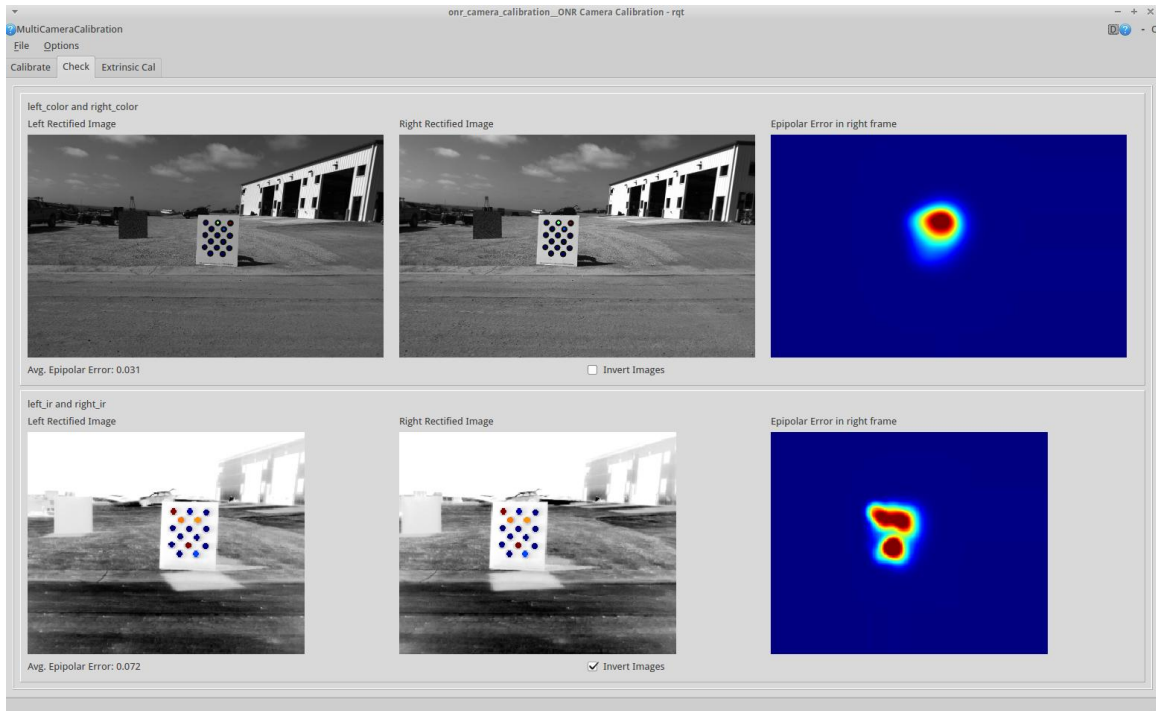 onr_camera_calibration__ONR Camera Calibration - rqt
MultiCameraCalibration
D
File Options
Calibrate Check Extrinsic Cal
left_color and right_color
Left Rectified Image Right Rectified Image Epipolar Error in right frame
Avg. Epipolar Error: 0.031 Invert Images
left_ir and right_ir
Left Rectified Image Right Rectified Image Epipolar Error in right frame
Avg. Epipolar Error: 0.072 Invert Images